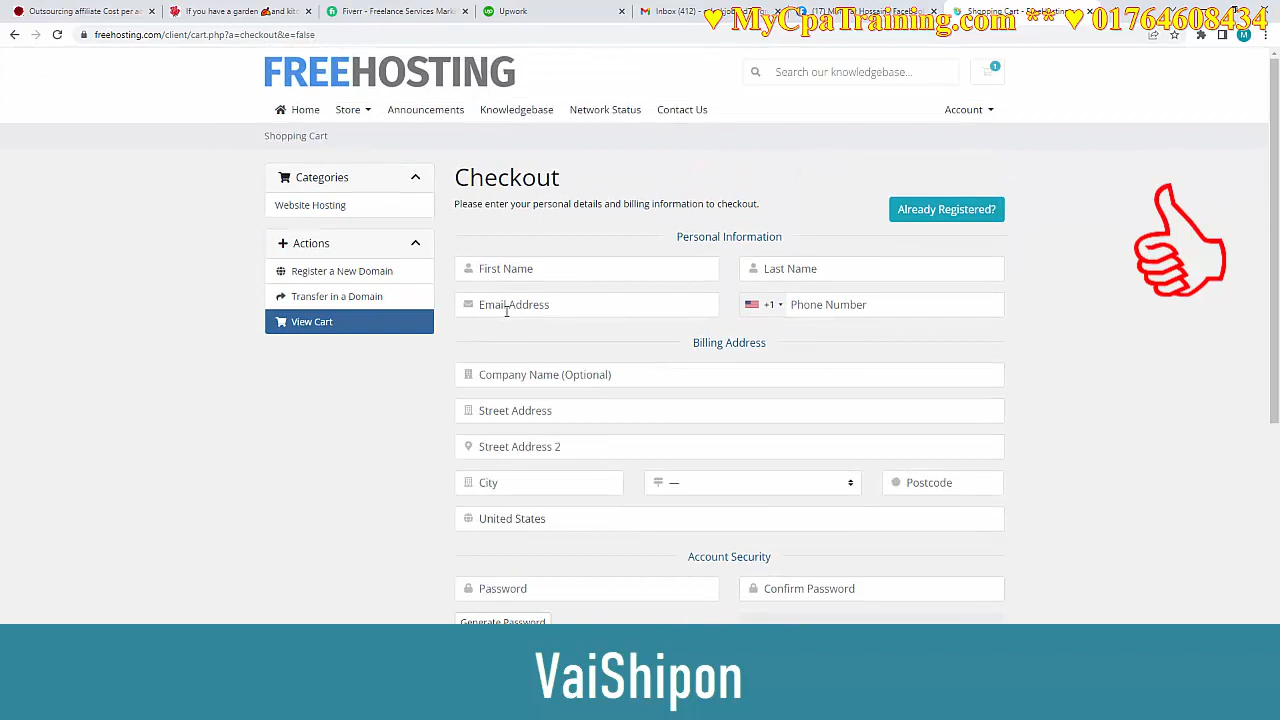 Outsourcing affiliate Cost per a
If you have a garden and kit
Fiverr - Freelance Services Mark
Upwork
Inbox (412)
Shopping Cart
♥ MyCpaTraining.com ** ♥ 01764608434
freehosting.com/client/cart.php?a=checkout&e=false
M
FREEHOSTING
Search our knowledgebase...
1
Home
Store
Announcements
Knowledgebase
Network Status
Contact Us
Account
Shopping Cart
Categories
Website Hosting
Actions
Register a New Domain
Transfer in a Domain
View Cart
Checkout
Please enter your personal details and billing information to checkout.
Already Registered?
Personal Information
First Name
Last Name
Email Address
+1
Phone Number
Billing Address
Company Name (Optional)
Street Address
Street Address 2
City
—
Postcode
United States
Account Security
Password
Confirm Password
Generate Password
VaiShipon